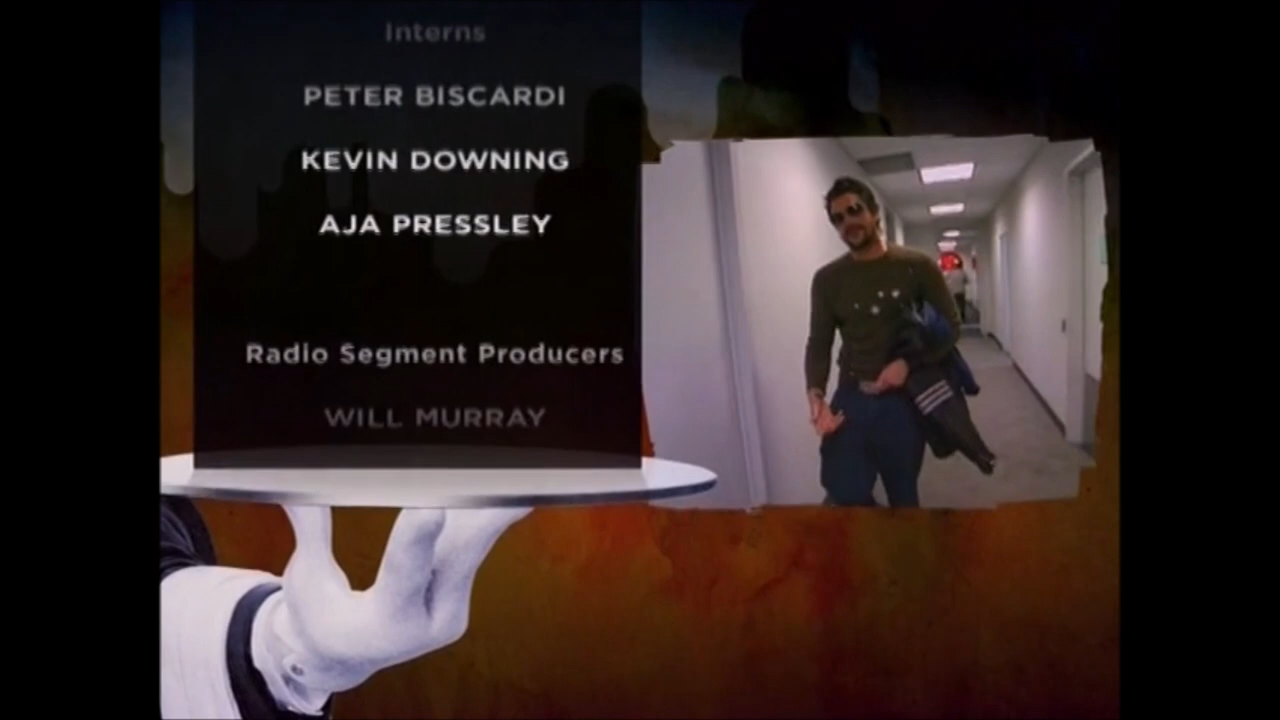 Interns
PETER BISCARDI
KEVIN DOWNING
AJA PRESSLEY
Radio Segment Producers
WILL MURRAY